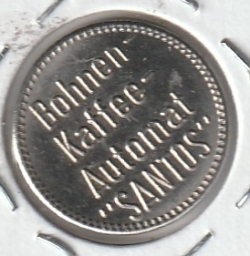 Bohnen-
Kaffee-
Automat
„SANTOS"